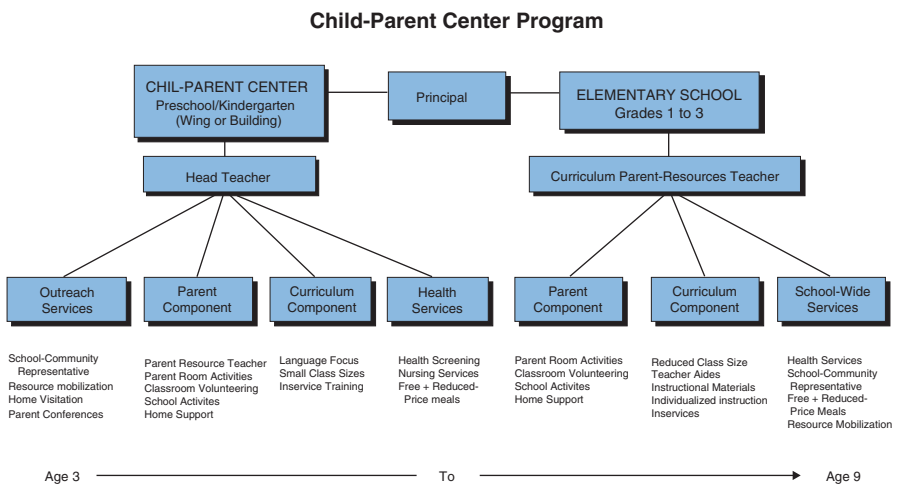 Child-Parent Center Program
CHIL-PARENT CENTER
Preschool/Kindergarten
(Wing or Building)
Principal
ELEMENTARY SCHOOL
Grades 1 to 3
Head Teacher
Curriculum Parent-Resources Teacher
Outreach
Services
Parent
Component
Curriculum
Component
Health
Services
Parent
Component
Curriculum
Component
School-Wide
Services
School-Community
Representative
Resource mobilization
Home Visitation
Parent Conferences
Parent Resource Teacher
Parent Room Activities
Classroom Volunteering
School Activites
Home Support
Language Focus
Small Class Sizes
Inservice Training
Health Screening
Nursing Services
Free + Reduced-
Price meals
Parent Room Activities
Classroom Volunteering
School Activites
Home Support
Reduced Class Size
Teacher Aides
Instructional Materials
Individualized instruction
Inservices
Health Services
School-Community
Representative
Free + Reduced-
Price Meals
Resource Mobilization
Age 3
To
Age 9